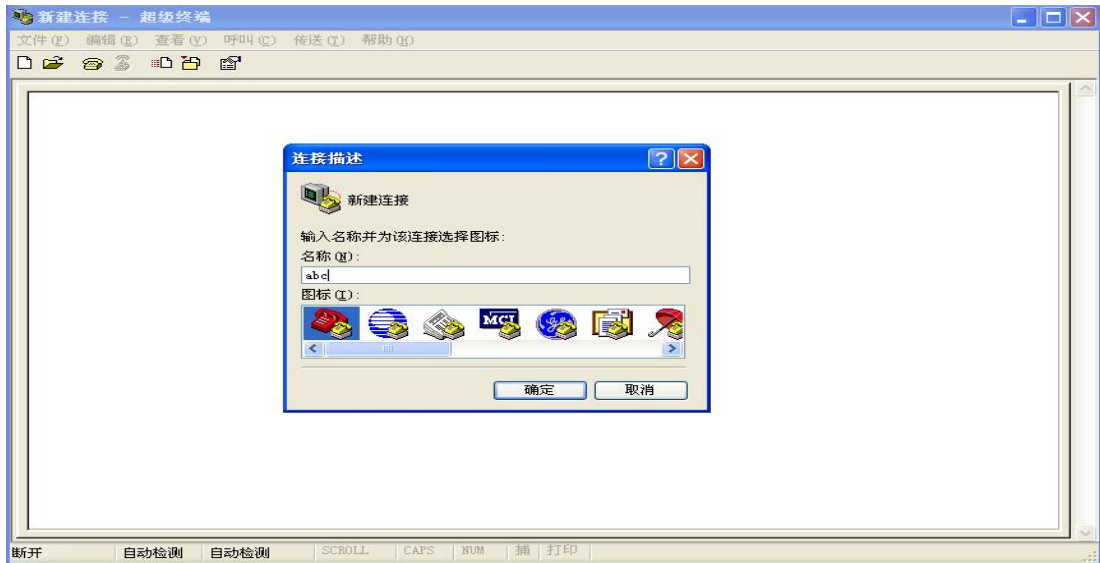 新建连接 - 超级终端
文件(F) 编辑(E) 查看(V) 呼叫(C) 传送(T) 帮助(H)
连接描述
新建连接
输入名称并为该连接选择图标:
名称(N):
abc
图标(I):
MCI
确定 取消
断开 自动检测 自动检测 SCROLL CAPS NUM 捕 打印